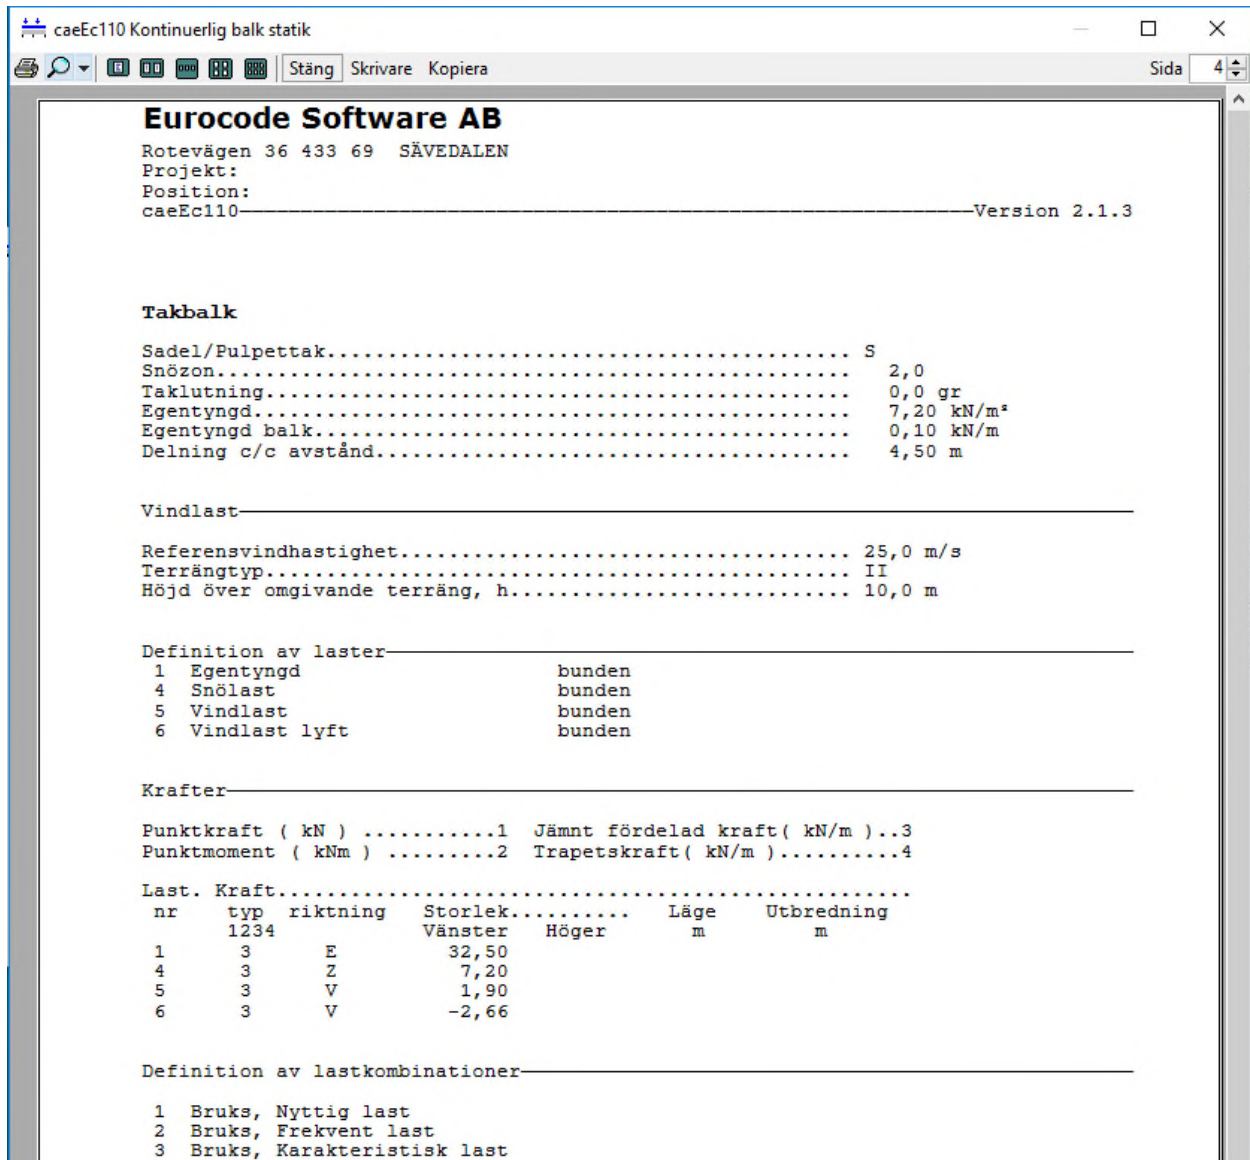 caeEc110 Kontinuerlig balk statik
Stäng Skrivare Kopiera Sida 4
Eurocode Software AB
Rotevägen 36 433 69 SÄVEDALEN
Projekt:
Position:
caeEc110 Version 2.1.3
Takbalk
Sadel/Pulpettak........................................... S
Snözon.................................................... 2,0
Taklutning................................................ 0,0 gr
Egentyngd................................................. 7,20 kN/m²
Egentyngd balk............................................ 0,10 kN/m
Delning c/c avstånd....................................... 4,50 m
Vindlast
Referensvindhastighet..................................... 25,0 m/s
Terrängtyp................................................ II
Höjd över omgivande terräng, h............................ 10,0 m
Definition av laster
1 Egentyngd bunden
4 Snölast bunden
5 Vindlast bunden
6 Vindlast lyft bunden
Krafter
Punktkraft ( kN ) ...........1 Jämnt fördelad kraft( kN/m )..3
Punktmoment ( kNm ) .........2 Trapetskraft( kN/m )..........4
Last. Kraft....................................................
nr typ riktning Storlek.......... Läge Utbredning
1234 Vänster Höger m m
1 3 E 32,50
4 3 Z 7,20
5 3 V 1,90
6 3 V -2,66
Definition av lastkombinationer
1 Bruks, Nyttig last
2 Bruks, Frekvent last
3 Bruks, Karakteristisk last